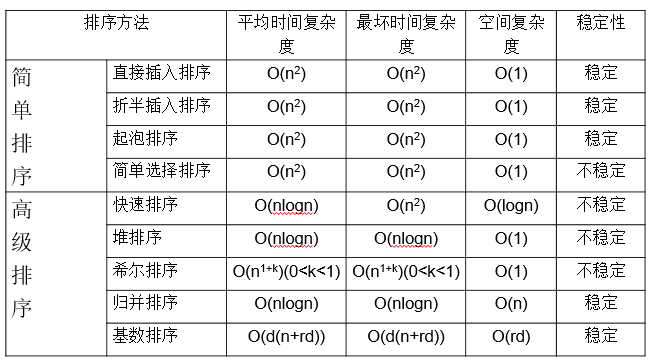 排序方法 平均时间复杂度 最坏时间复杂度 空间复杂度 稳定性
简单排序
直接插入排序 O(n²) O(n²) O(1) 稳定
折半插入排序 O(n²) O(n²) O(1) 稳定
起泡排序 O(n²) O(n²) O(1) 稳定
简单选择排序 O(n²) O(n²) O(1) 不稳定
高级排序
快速排序 O(nlogn) O(n²) O(logn) 不稳定
堆排序 O(nlogn) O(nlogn) O(1) 不稳定
希尔排序 O(n¹⁺ᵏ)(0<k<1) O(n¹⁺ᵏ)(0<k<1) O(1) 不稳定
归并排序 O(nlogn) O(nlogn) O(n) 稳定
基数排序 O(d(n+rd)) O(d(n+rd)) O(rd) 稳定